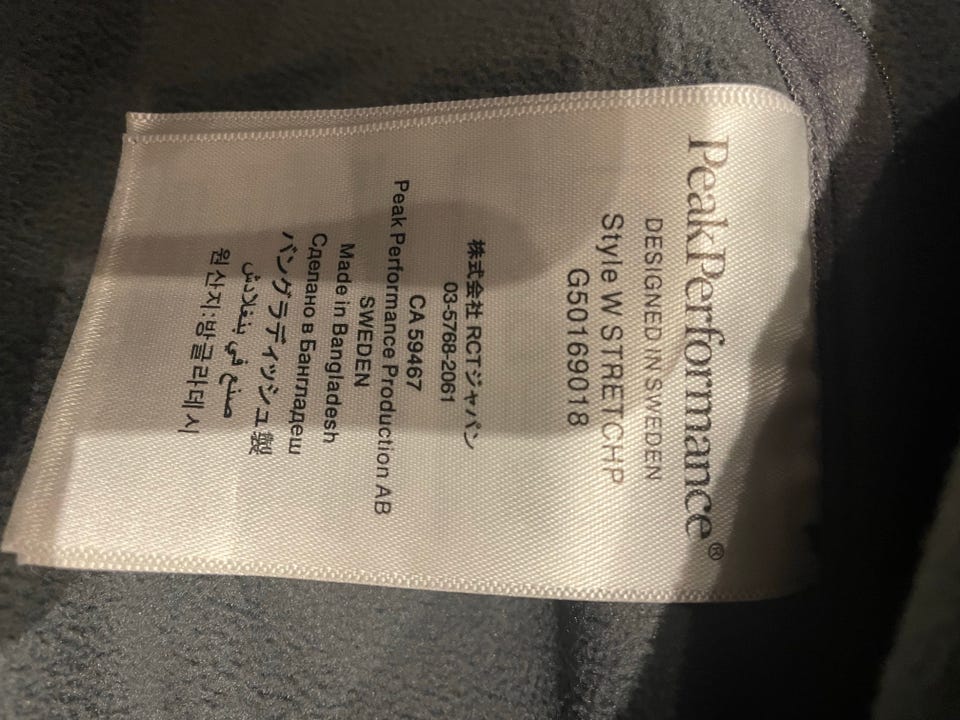 PeakPerformance®
DESIGNED IN SWEDEN
Style W STRETCHP
G50169018
株式会社 RCTジャパン
03-5768-2061
CA 59467
Peak Performance Production AB
SWEDEN
Made in Bangladesh
Сделано в Бангладеш
バングラディッシュ製
صنع في بنغلادش
원산지:방글라데시